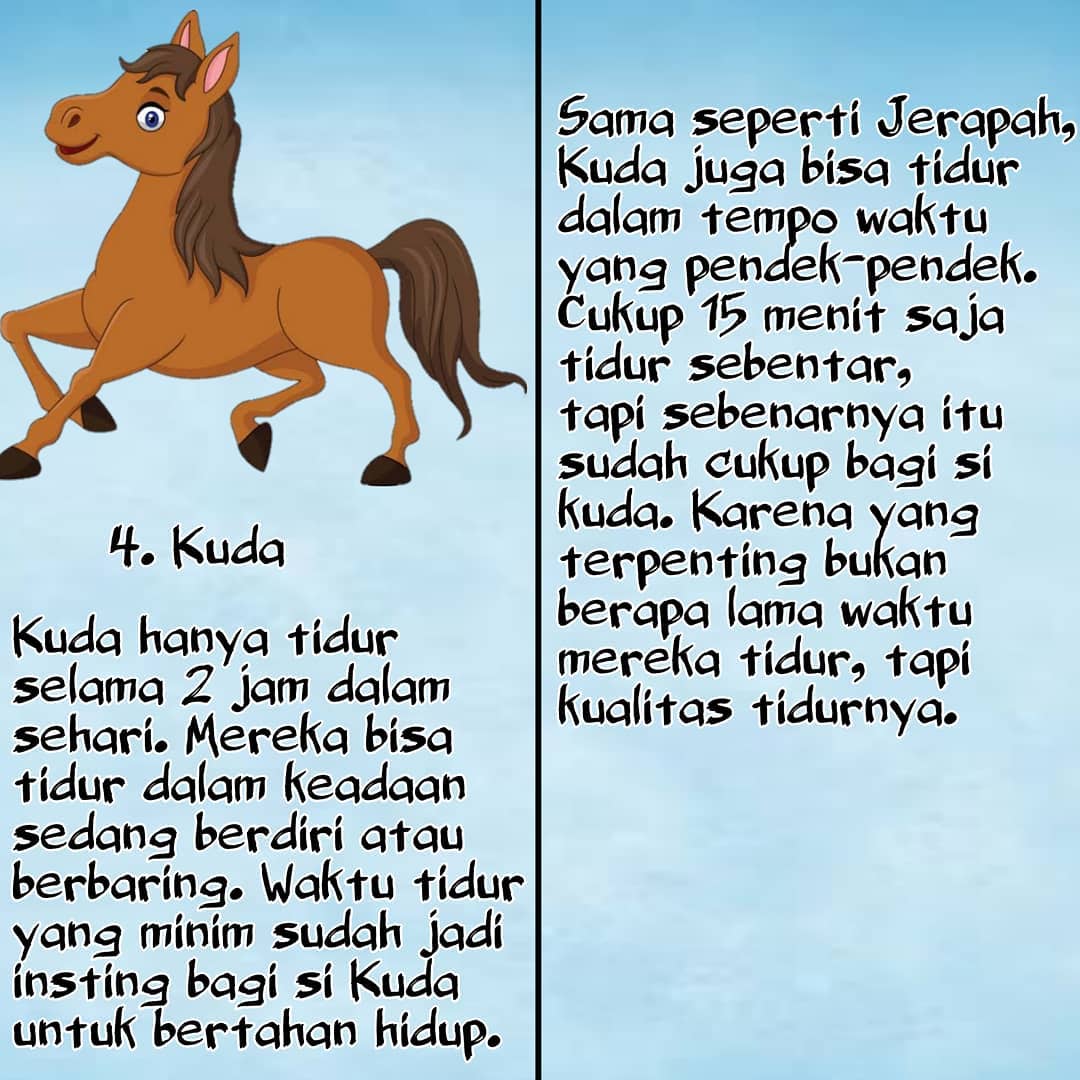 4. Kuda
Kuda hanya tidur
selama 2 jam dalam
sehari. Mereka bisa
tidur dalam keadaan
sedang berdiri atau
berbaring. Waktu tidur
yang minim sudah jadi
insting bagi si Kuda
untuk bertahan hidup.
Sama seperti Jerapah,
Kuda juga bisa tidur
dalam tempo waktu
yang pendek-pendek.
Cukup 15 menit saja
tidur sebentar,
tapi sebenarnya itu
sudah cukup bagi si
kuda. Karena yang
terpenting bukan
berapa lama waktu
mereka tidur, tapi
kualitas tidurnya.